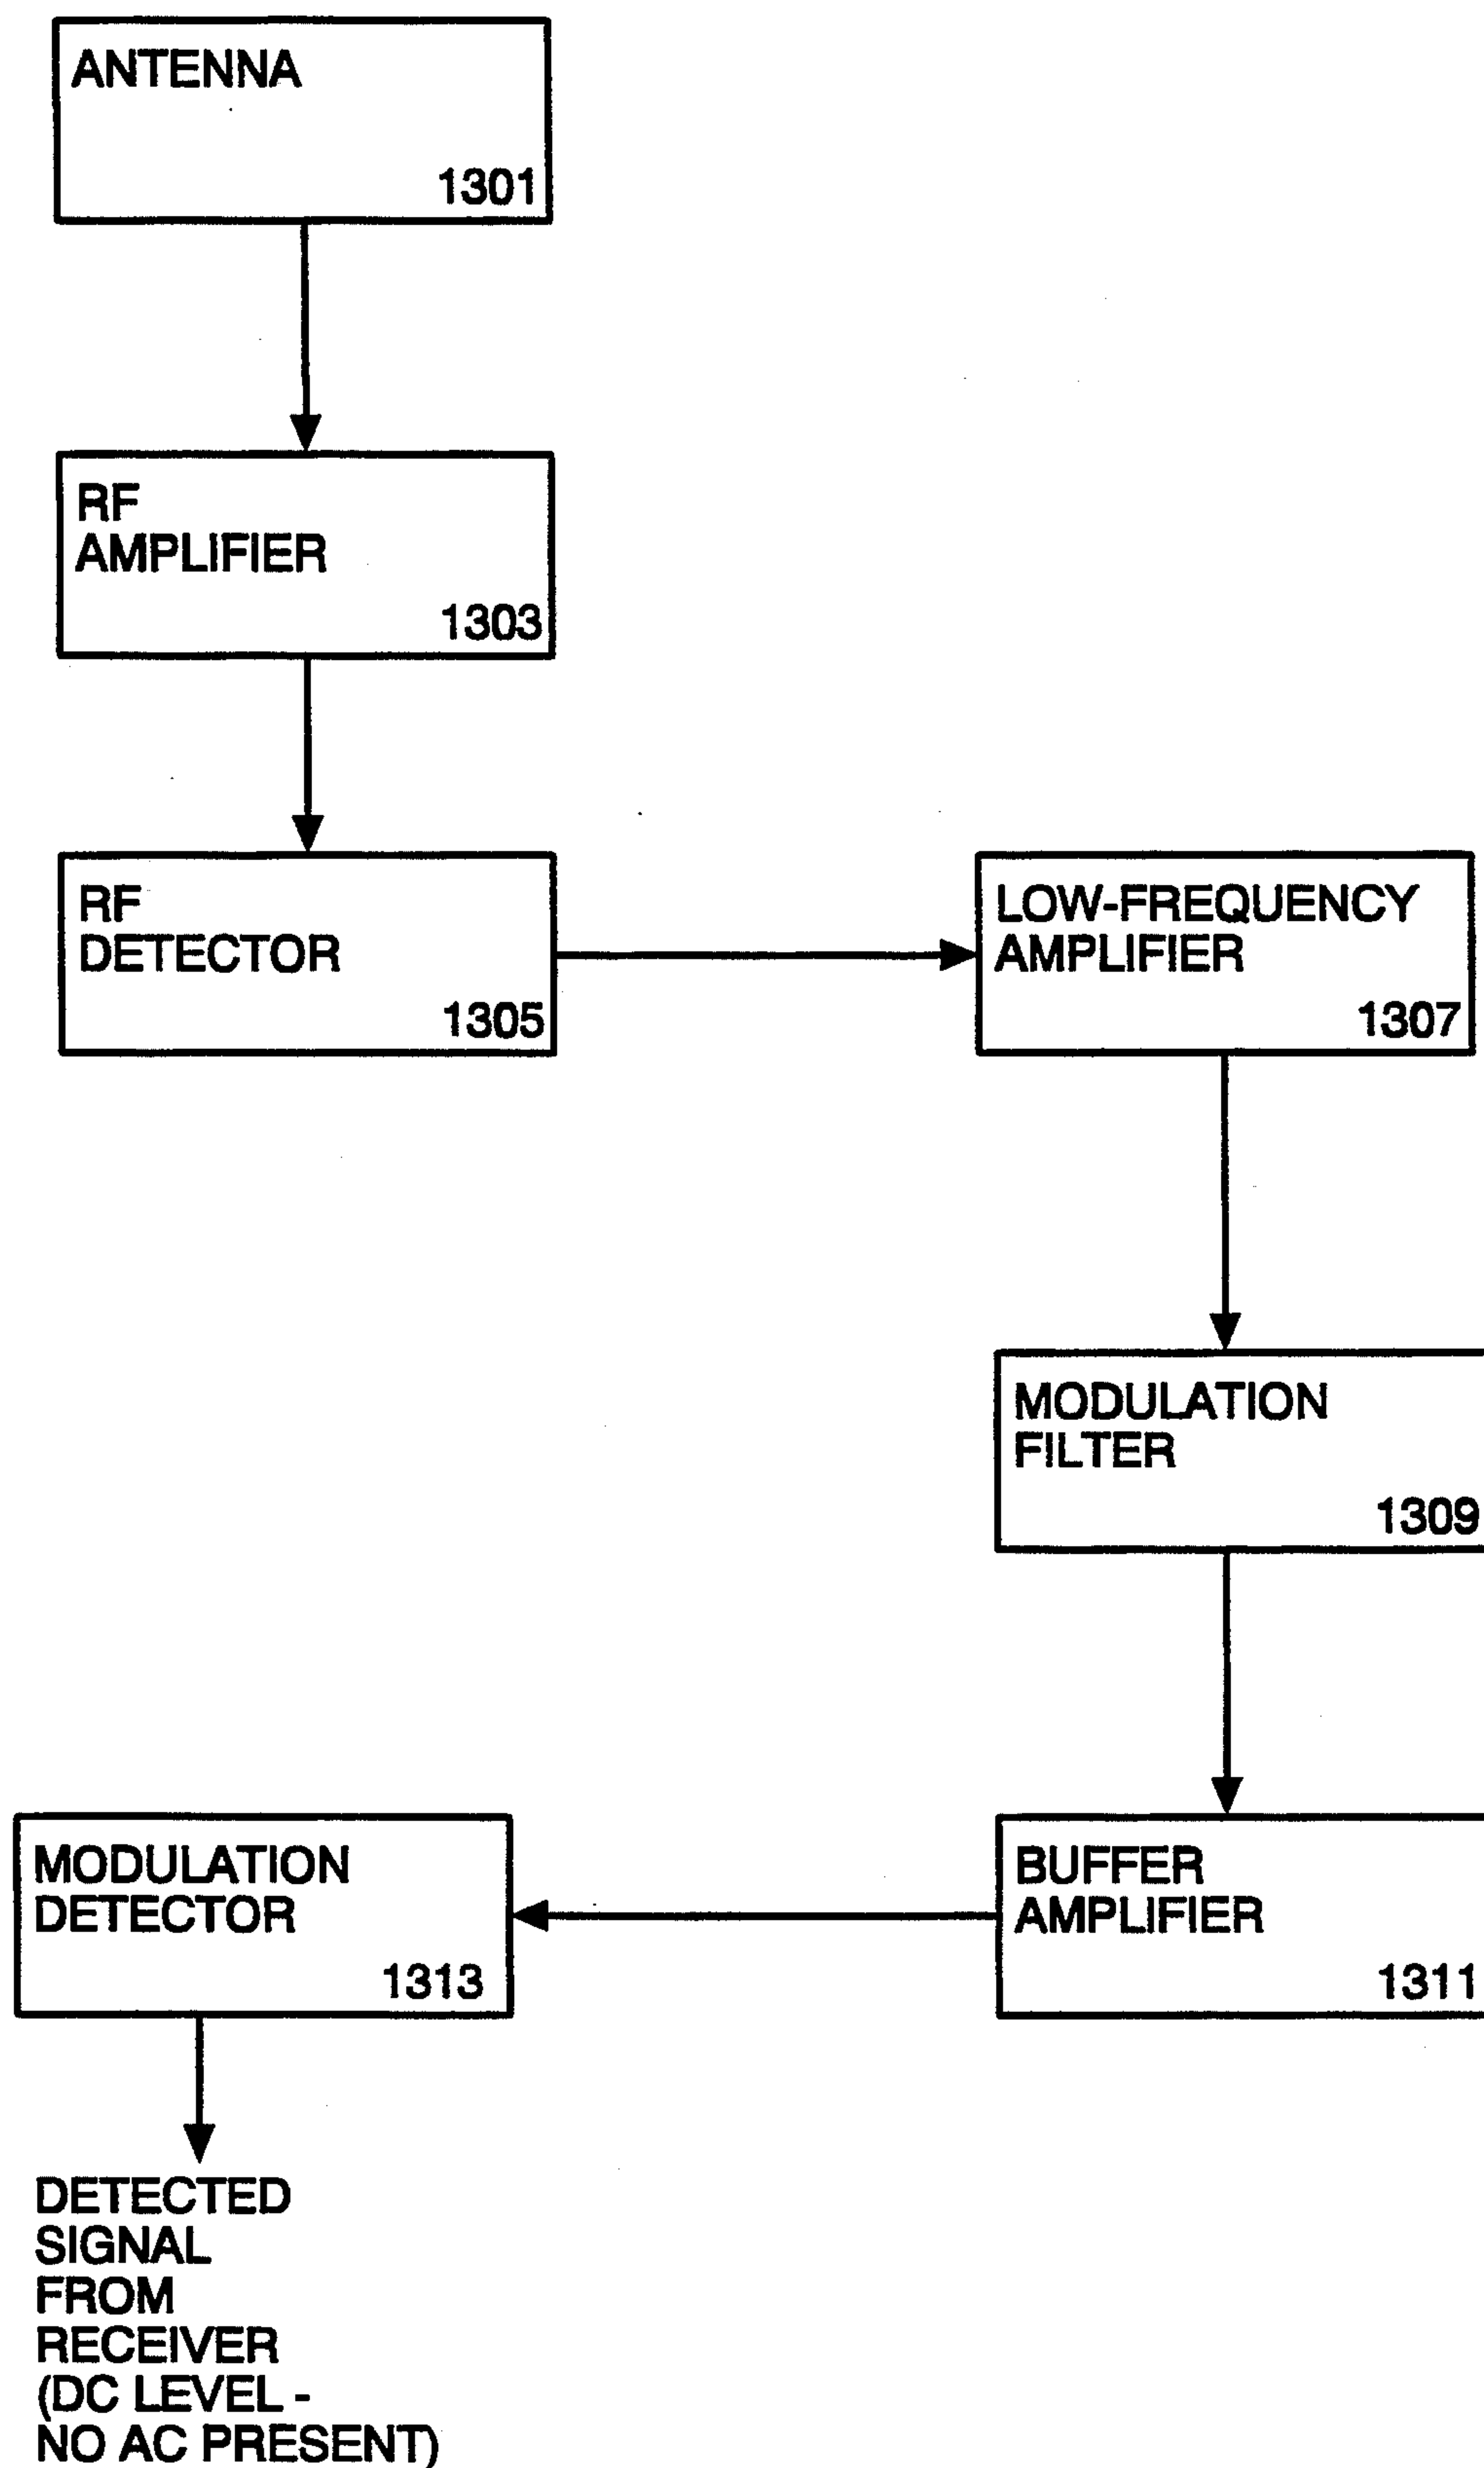 ANTENNA
1301
RF
AMPLIFIER
1303
RF
DETECTOR
1305
LOW-FREQUENCY
AMPLIFIER
1307
MODULATION
FILTER
1309
BUFFER
AMPLIFIER
1311
MODULATION
DETECTOR
1313
DETECTED
SIGNAL
FROM
RECEIVER
(DC LEVEL -
NO AC PRESENT)